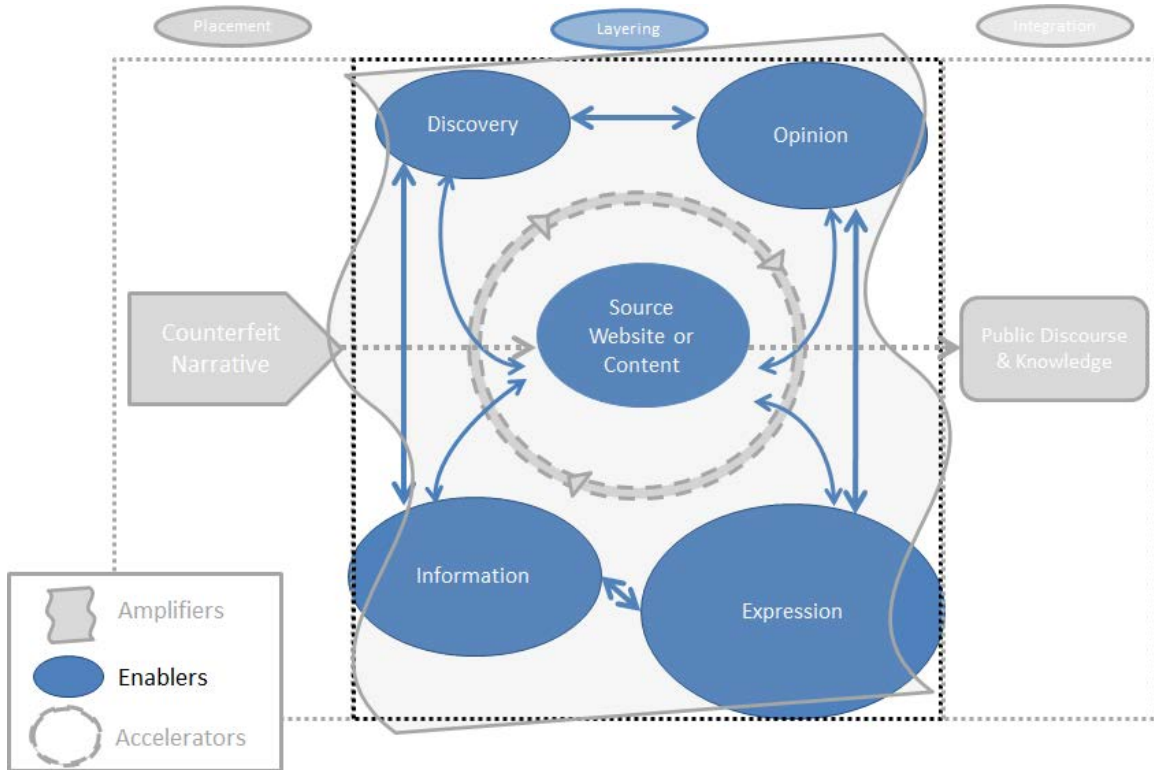 Placement
Layering
Integration
Discovery
Opinion
Counterfeit
Narrative
Source
Website or
Content
Public Discourse
& Knowledge
Information
Expression
Amplifiers
Enablers
Accelerators